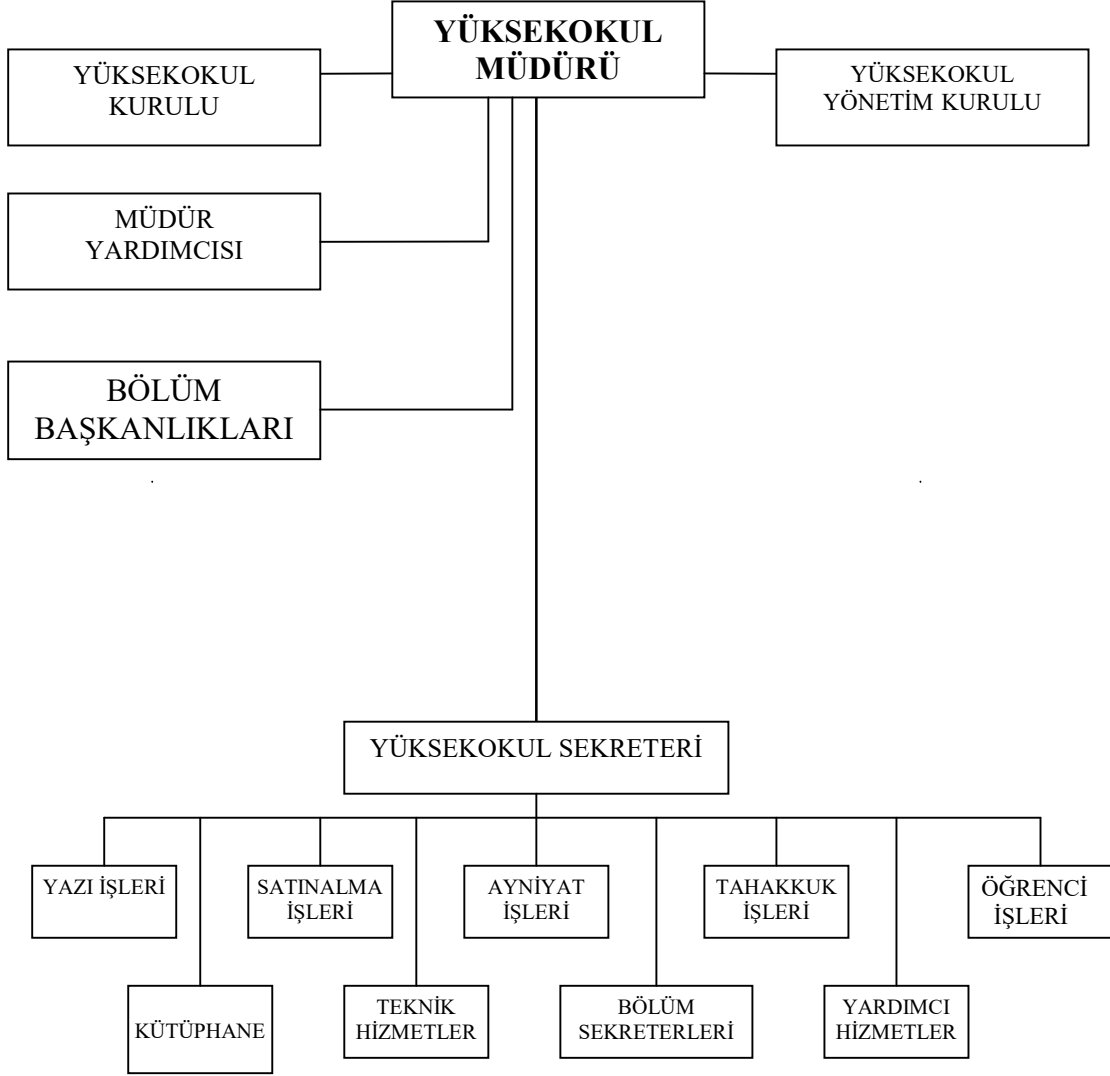 YÜKSEKOKUL
MÜDÜRÜ
YÜKSEKOKUL
KURULU
YÜKSEKOKUL
YÖNETİM KURULU
MÜDÜR
YARDIMCISI
BÖLÜM
BAŞKANLIKLARI
YÜKSEKOKUL SEKRETERİ
YAZI İŞLERİ
SATINALMA
İŞLERİ
AYNİYAT
İŞLERİ
TAHAKKUK
İŞLERİ
ÖĞRENCİ
İŞLERİ
KÜTÜPHANE
TEKNİK
HİZMETLER
BÖLÜM
SEKRETERLERİ
YARDIMCI
HİZMETLER